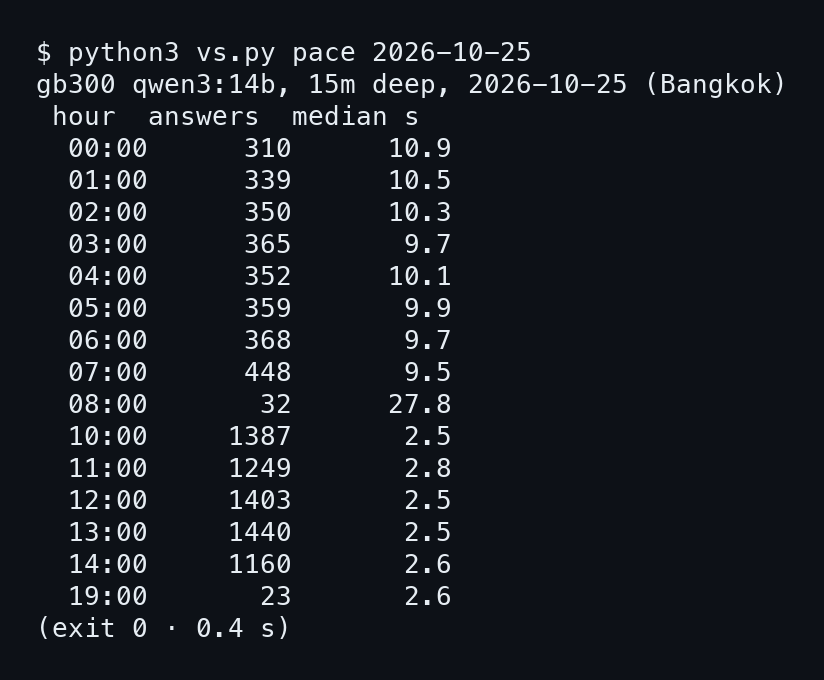 $ python3 vs.py pace 2026-10-25
gb300 qwen3:14b, 15m deep, 2026-10-25 (Bangkok)
 hour  answers  median s
  00:00      310      10.9
  01:00      339      10.5
  02:00      350      10.3
  03:00      365       9.7
  04:00      352      10.1
  05:00      359       9.9
  06:00      368       9.7
  07:00      448       9.5
  08:00       32      27.8
  10:00     1387       2.5
  11:00     1249       2.8
  12:00     1403       2.5
  13:00     1440       2.5
  14:00     1160       2.6
  19:00       23       2.6
(exit 0 · 0.4 s)